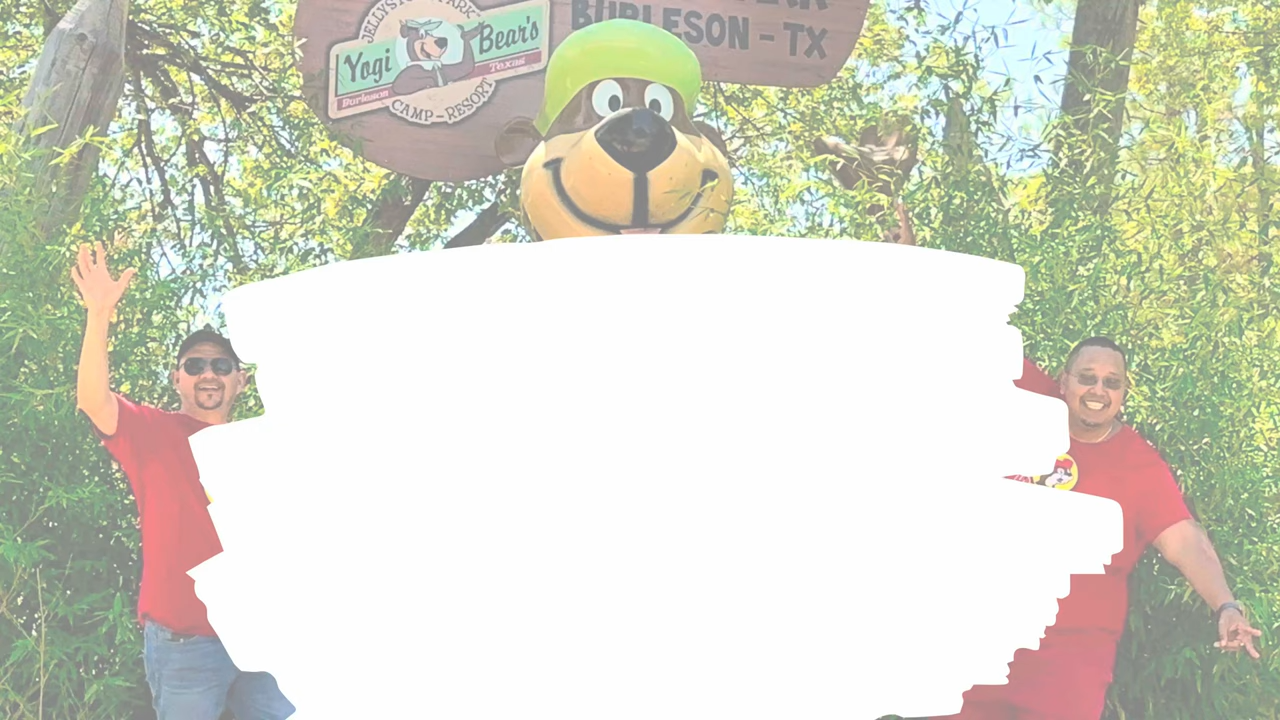 JELLYSTONE PARK
Yogi Bear's
Burleson Texas
CAMP-RESORT
BURLESON - TX